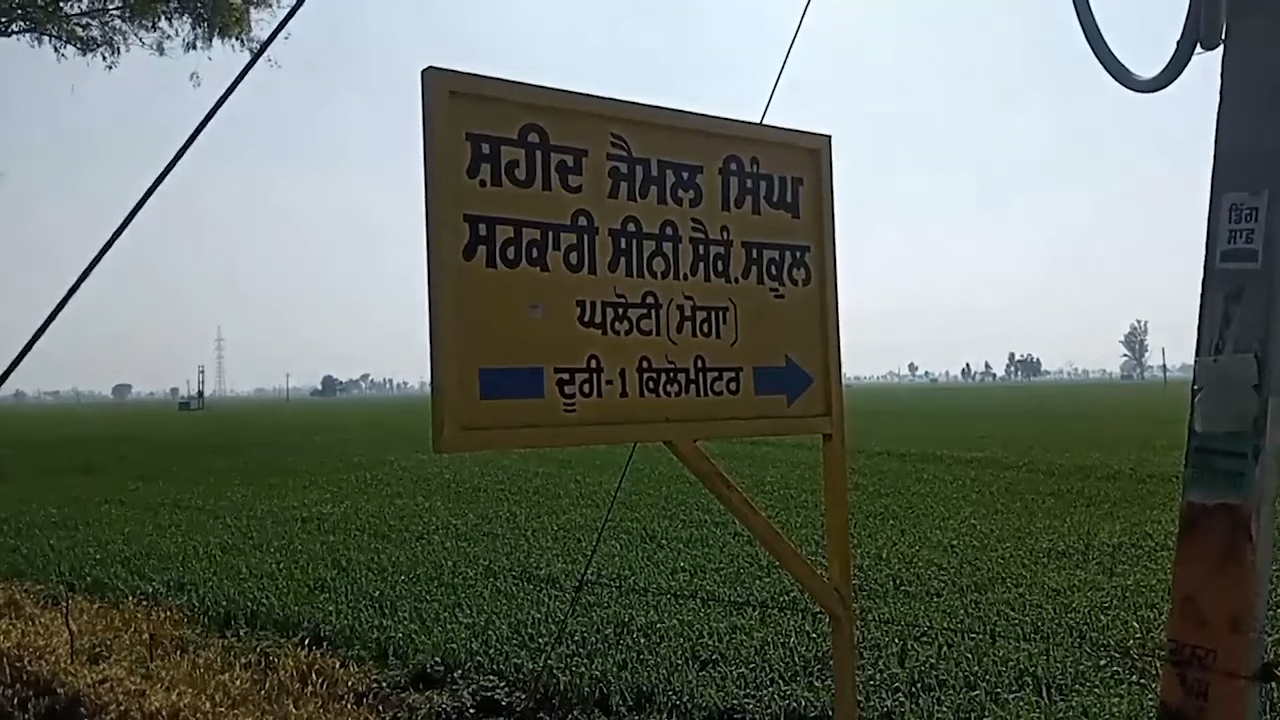 ਸ਼ਹੀਦ ਜੈਮਲ ਸਿੰਘ
ਸਰਕਾਰੀ ਸੀਨੀ.ਸੈਕੰ.ਸਕੂਲ
ਘਲੋਟੀ (ਮੋਗਾ)
ਦੂਰੀ-1 ਕਿਲੋਮੀਟਰ
ਡਿੱਗ
ਸਾਫ਼